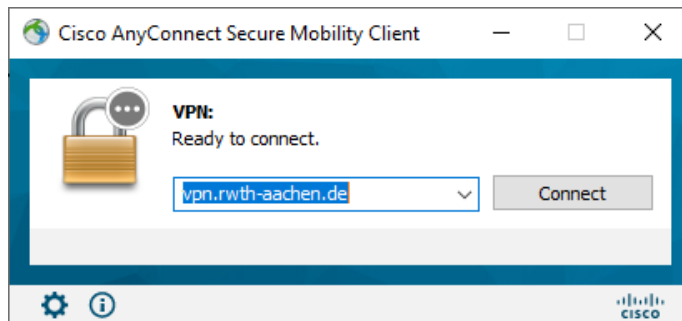 Cisco AnyConnect Secure Mobility Client
VPN:
Ready to connect.
vpn.rwth-aachen.de
Connect
CISCO